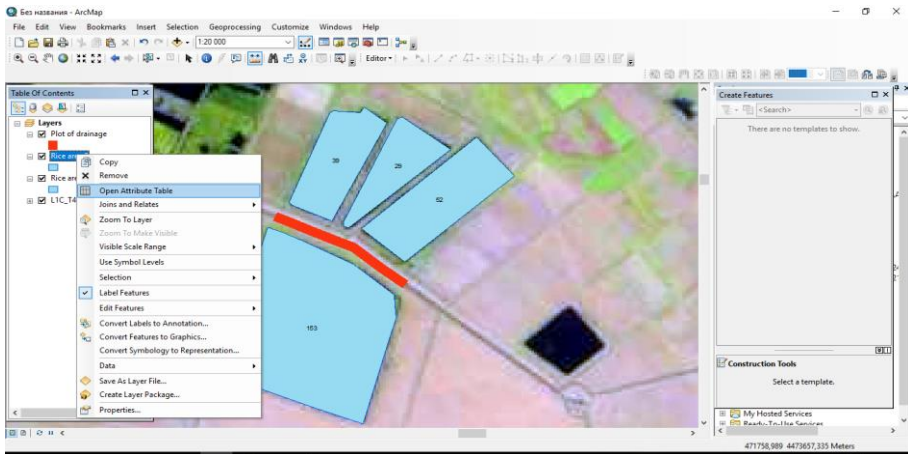 Без названия - ArcMap
File Edit View Bookmarks Insert Selection Geoprocessing Customize Windows Help
1:20 000
Editor
Table Of Contents
Layers
Plot of drainage
Rice are
Rice are
L1C_T4
Copy
Remove
Open Attribute Table
Joins and Relates
Zoom To Layer
Zoom To Make Visible
Visible Scale Range
Use Symbol Levels
Selection
Label Features
Edit Features
Convert Labels to Annotation...
Convert Features to Graphics...
Convert Symbology to Representation...
Data
Save As Layer File...
Create Layer Package...
Properties...
29
52
153
Create Features
<Search>
There are no templates to show.
Construction Tools
Select a template.
My Hosted Services
Ready-To-Use Services
471758,989 4473657,335 Meters